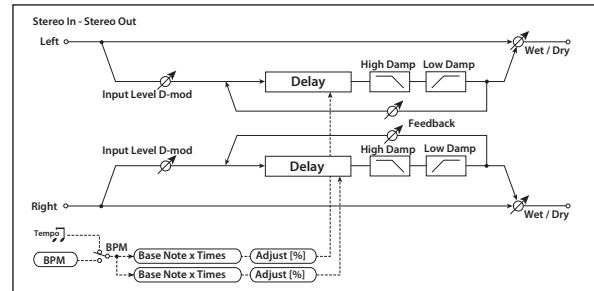 Stereo In - Stereo Out
Left
Wet / Dry
High Damp Low Damp
Delay
Input Level D-mod
Feedback
Input Level D-mod
High Damp Low Damp
Delay
Right
Wet / Dry
Tempo
BPM
BPM
Base Note x Times Adjust [%]
Base Note x Times Adjust [%]